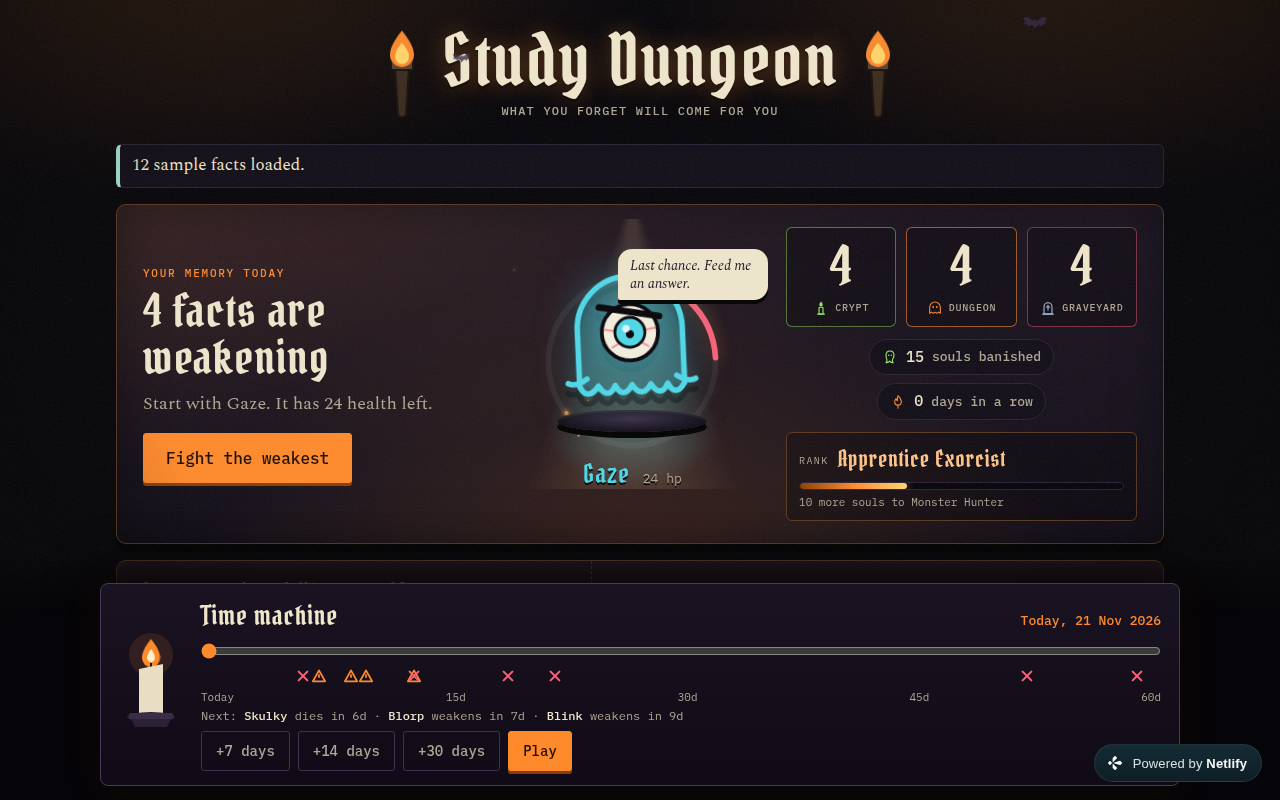 Study Dungeon
WHAT YOU FORGET WILL COME FOR YOU
12 sample facts loaded.
YOUR MEMORY TODAY
4 facts are
weakening
Start with Gaze. It has 24 health left.
Fight the weakest
Last chance. Feed me
an answer.
Gaze 24 hp
4 CRYPT
4 DUNGEON
4 GRAVEYARD
15 souls banished
0 days in a row
RANK Apprentice Exorcist
10 more souls to Monster Hunter
Time machine
Today, 21 Nov 2026
Today 15d 30d 45d 60d
Next: Skulky dies in 6d · Blorp weakens in 7d · Blink weakens in 9d
+7 days +14 days +30 days Play
Powered by Netlify